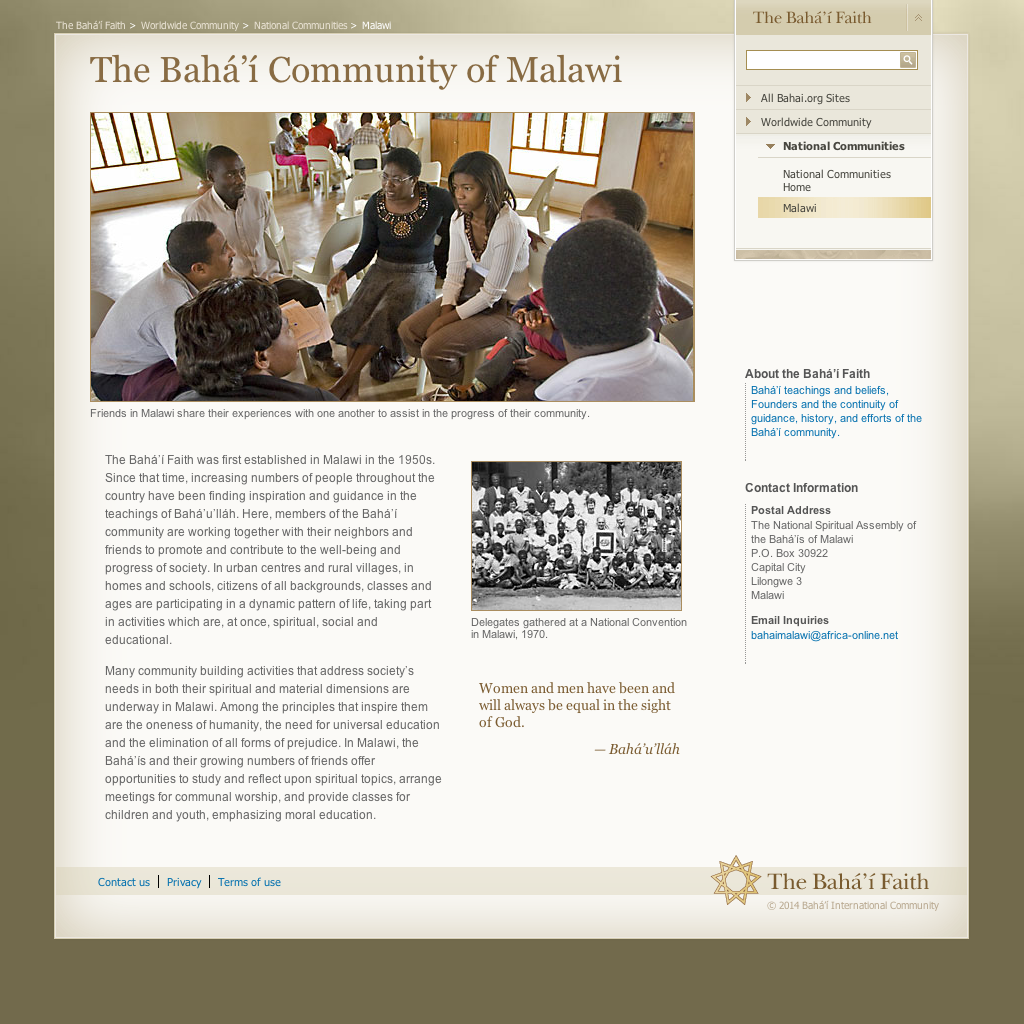 The Bahá'í Faith > Worldwide Community > National Communities > Malawi
The Bahá'í Faith
The Bahá'í Community of Malawi
All Bahai.org Sites
Worldwide Community
National Communities
National Communities
Home
Malawi
Friends in Malawi share their experiences with one another to assist in the progress of their community.
The Bahá'í Faith was first established in Malawi in the 1950s.
Since that time, increasing numbers of people throughout the
country have been finding inspiration and guidance in the
teachings of Bahá'u'lláh. Here, members of the Bahá'í
community are working together with their neighbors and
friends to promote and contribute to the well-being and
progress of society. In urban centres and rural villages, in
homes and schools, citizens of all backgrounds, classes and
ages are participating in a dynamic pattern of life, taking part
in activities which are, at once, spiritual, social and
educational.
Many community building activities that address society's
needs in both their spiritual and material dimensions are
underway in Malawi. Among the principles that inspire them
are the oneness of humanity, the need for universal education
and the elimination of all forms of prejudice. In Malawi, the
Bahá'ís and their growing numbers of friends offer
opportunities to study and reflect upon spiritual topics, arrange
meetings for communal worship, and provide classes for
children and youth, emphasizing moral education.
Delegates gathered at a National Convention
in Malawi, 1970.
Women and men have been and
will always be equal in the sight
of God.
— Bahá'u'lláh
About the Bahá'í Faith
Bahá'í teachings and beliefs,
Founders and the continuity of
guidance, history, and efforts of the
Bahá'í community.
Contact Information
Postal Address
The National Spiritual Assembly of
the Bahá'ís of Malawi
P.O. Box 30922
Capital City
Lilongwe 3
Malawi
Email Inquiries
bahaimalawi@africa-online.net
Contact us | Privacy | Terms of use
The Bahá'í Faith
© 2014 Bahá'í International Community